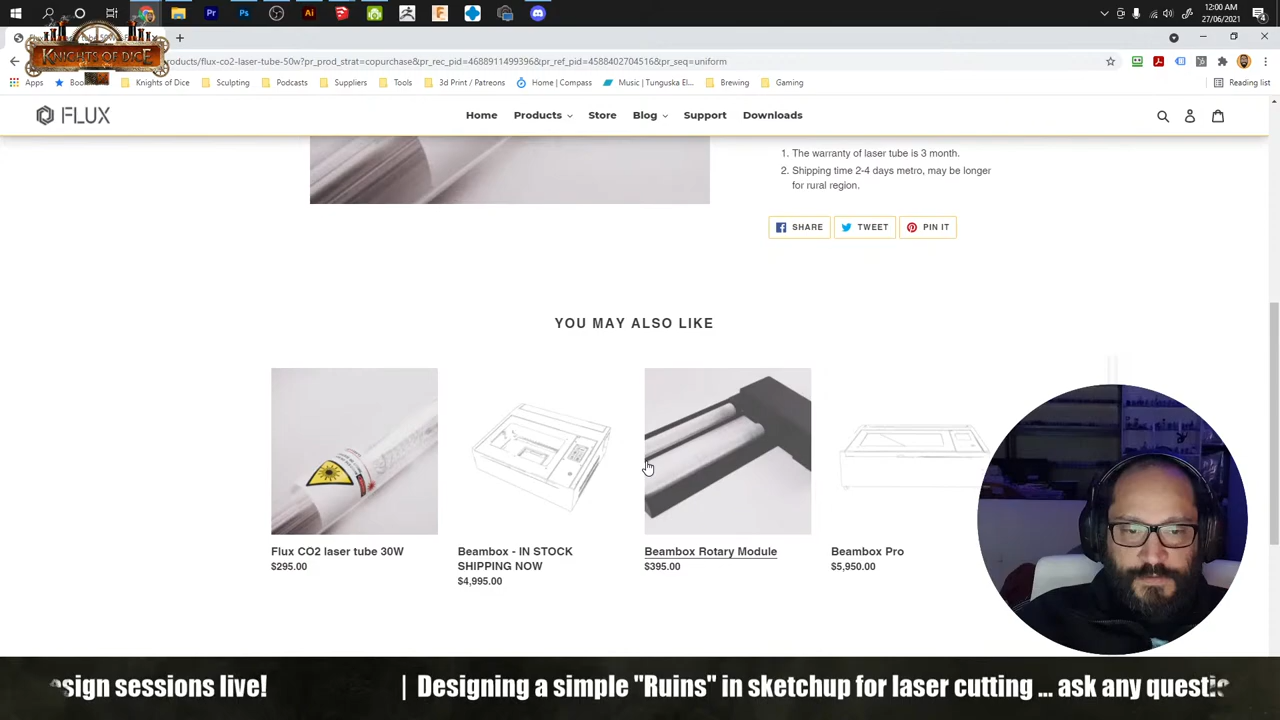 12:00 AM
27/06/2021
4
KNIGHTS OF DICE
oducts/flux-co2-laser-tube-50w?pr_prod_strat=copurchase&pr_rec_pid=4688911499396&pr_ref_pid=4588402704516&pr_seq=uniform
Apps Book Knights of Dice Sculpting Podcasts Suppliers Tools 3d Print / Patreons Home | Compass Music | Tunguska El... Brewing Gaming Reading list
FLUX Home Products Store Blog Support Downloads
1. The warranty of laser tube is 3 month.
2. Shipping time 2-4 days metro, may be longer
for rural region.
SHARE TWEET PIN IT
YOU MAY ALSO LIKE
Flux CO2 laser tube 30W
$295.00
Beambox - IN STOCK
SHIPPING NOW
$4,995.00
Beambox Rotary Module
$395.00
Beambox Pro
$5,950.00
esign sessions live! | Designing a simple "Ruins" in sketchup for laser cutting ... ask any questic